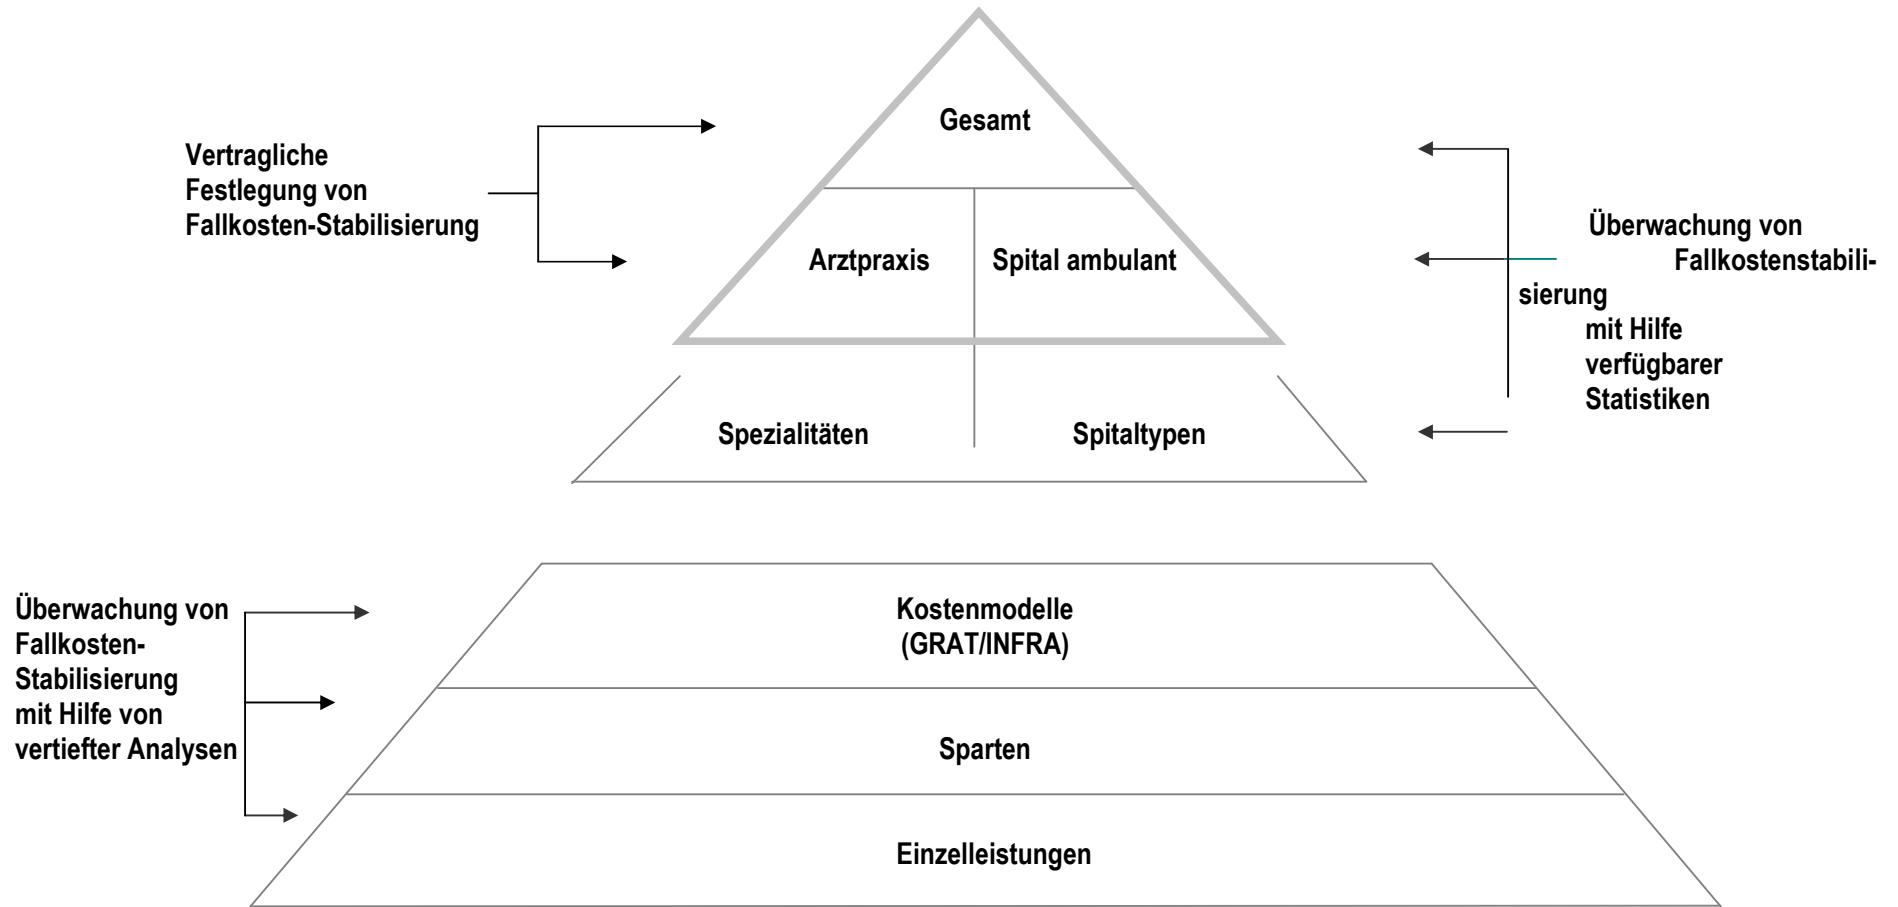 Gesamt
Vertragliche
Festlegung von
Fallkosten-Stabilisierung
Arztpraxis
Spital ambulant
Überwachung von
Fallkostenstabili-
sierung
mit Hilfe
verfügbarer
Statistiken
Spezialitäten
Spitaltypen
Überwachung von
Fallkosten-
Stabilisierung
mit Hilfe von
vertiefter Analysen
Kostenmodelle
(GRAT/INFRA)
Sparten
Einzelleistungen